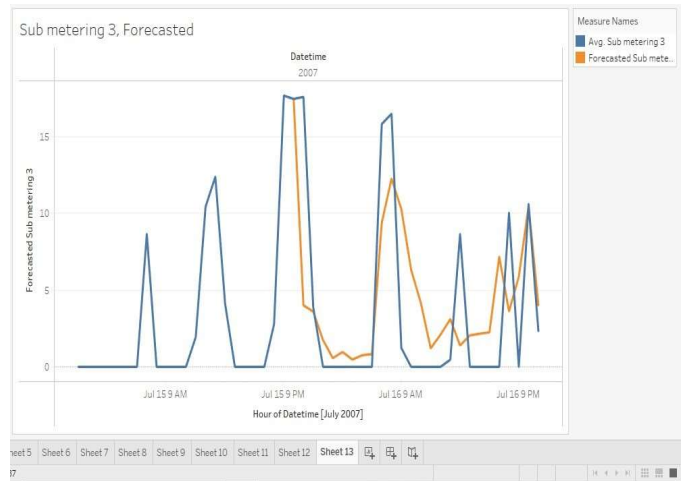 Sub metering 3, Forecasted
Measure Names
Avg. Sub metering 3
Forecasted Sub mete..
Datetime
2007
Forecasted Sub metering 3
15
10
5
0
Jul 15 9 AM
Jul 15 9 PM
Jul 16 9 AM
Jul 16 9 PM
Hour of Datetime [July 2007]
neet 5 Sheet 6 Sheet 7 Sheet 8 Sheet 9 Sheet 10 Sheet 11 Sheet 12 Sheet 13
07